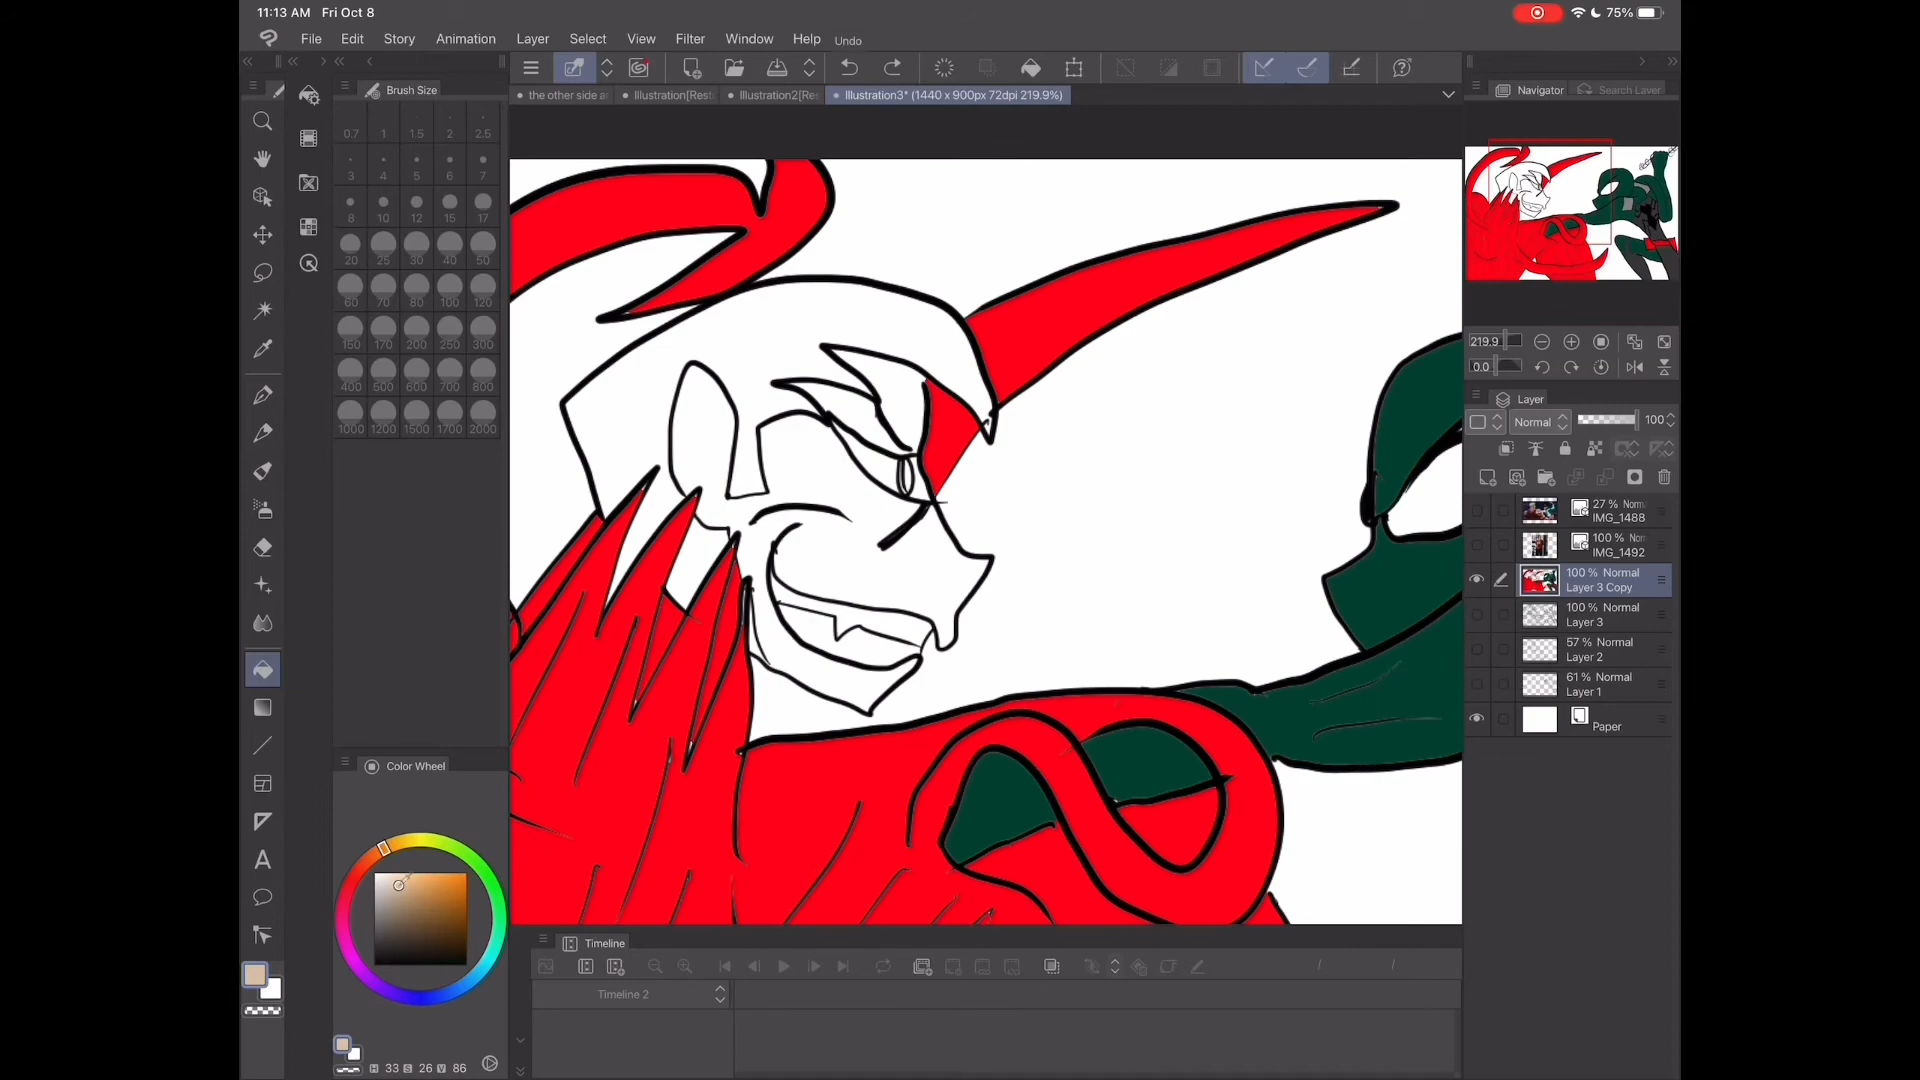 11:13 AM Fri Oct 8
75%
File Edit Story Animation Layer Select View Filter Window Help Undo
Brush Size
Navigator Search Layer
the other side a
Illustration[Rest
Illustration2[Res
Illustration3* (1440 x 900px 72dpi 219.9%)
0.7 1 1.5 2 2.5
3 4 5 6 7
8 10 12 15 17
20 25 30 40 50
60 70 80 100 120
150 170 200 250 300
400 500 600 700 800
1000 1200 1500 1700 2000
219.9
0.0
Layer
Normal 100
27 % Norm
IMG_1488
100 % Nor
IMG_1492
100 % Normal
Layer 3 Copy
100 % Normal
Layer 3
57 % Normal
Layer 2
61 % Normal
Layer 1
Paper
Color Wheel
H 33 S 26 V 86
Timeline
Timeline 2